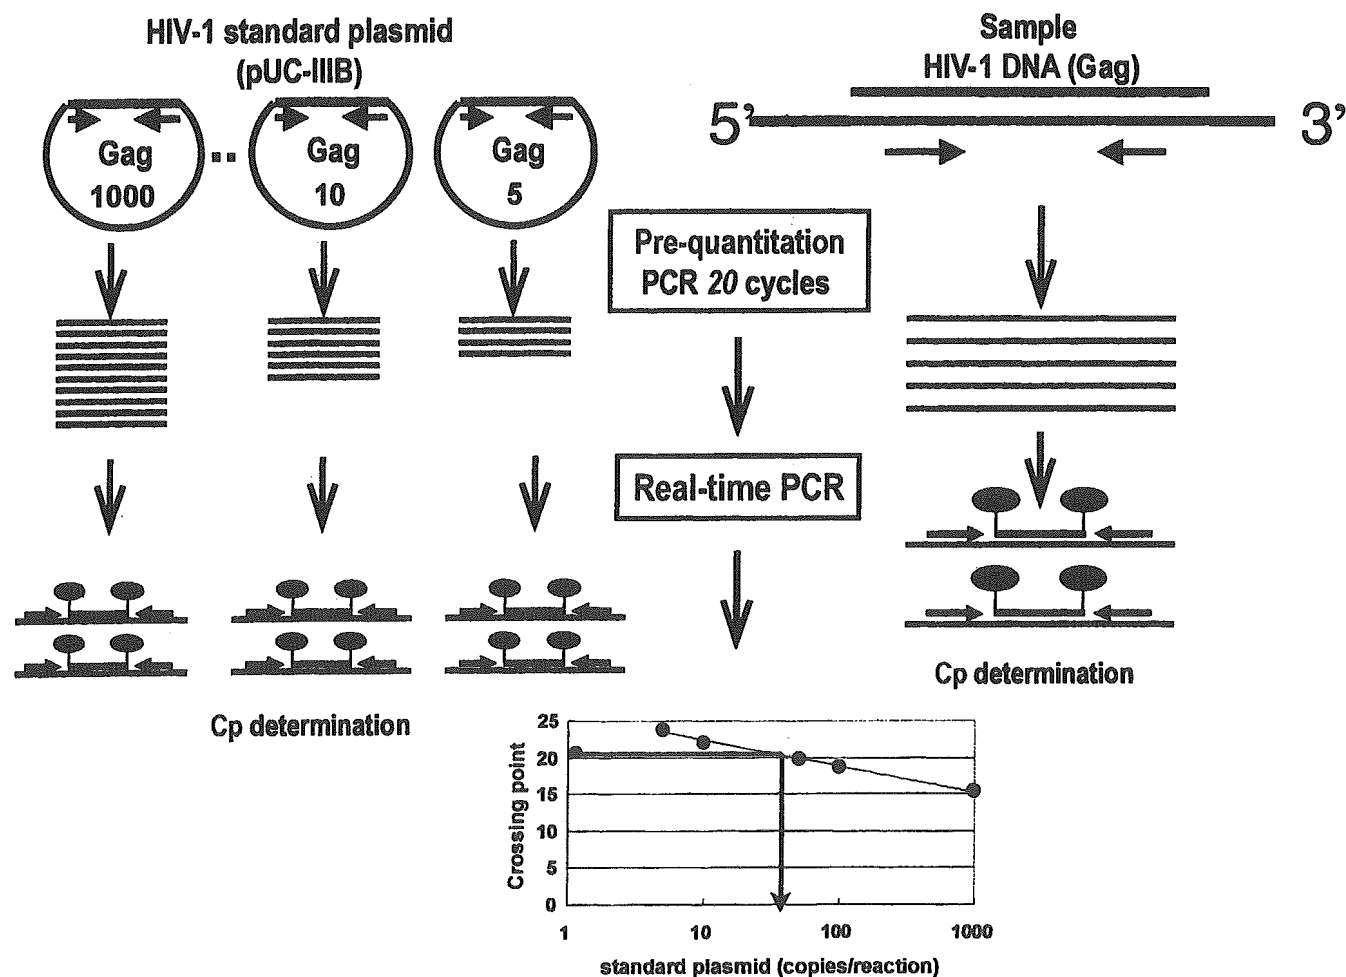 HIV-1 standard plasmid
(pUC-IIIB)
Sample
HIV-1 DNA (Gag)
5’
3’
Gag
1000
..
Gag
10
Gag
5
Pre-quantitation
PCR 20 cycles
Real-time PCR
Cp determination
Cp determination
Crossing point
25
20
15
10
5
0
1
10
100
1000
standard plasmid (copies/reaction)